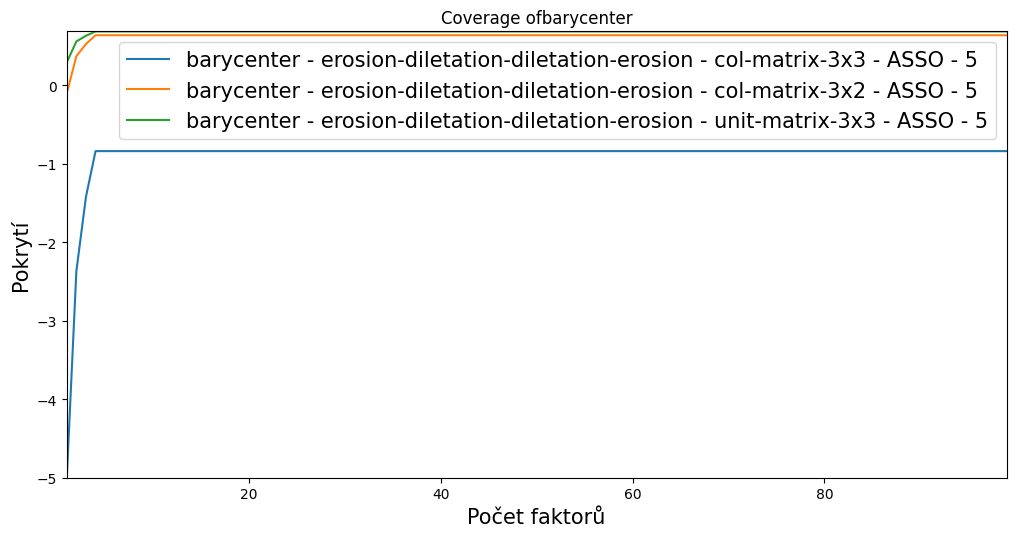 Coverage ofbarycenter
barycenter - erosion-diletation-diletation-erosion - col-matrix-3x3 - ASSO - 5
barycenter - erosion-diletation-diletation-erosion - col-matrix-3x2 - ASSO - 5
barycenter - erosion-diletation-diletation-erosion - unit-matrix-3x3 - ASSO - 5
Pokrytí
0
−1
−2
−3
−4
−5
20
40
60
80
Počet faktorů